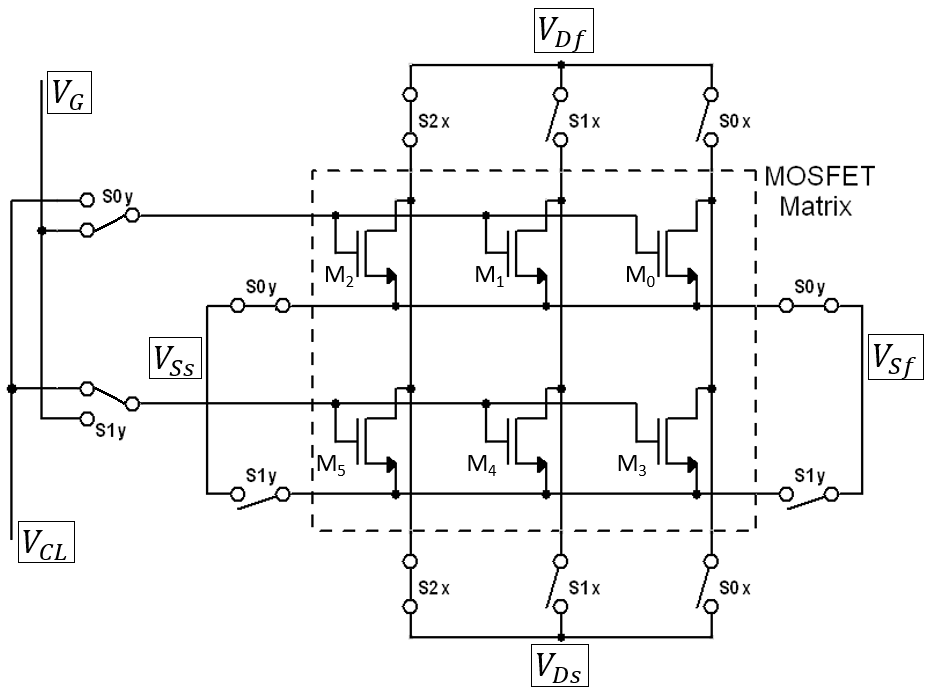 V_{Df}
V_G
S2x S1x S0x
MOSFET
Matrix
S0y
M_2 M_1 M_0
S0y S0y
V_{Ss} V_{Sf}
S1y
M_5 M_4 M_3
S1y S1y
V_{CL}
S2x S1x S0x
V_{Ds}